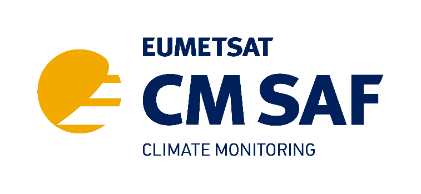 EUMETSAT
CM SAF
CLIMATE MONITORING